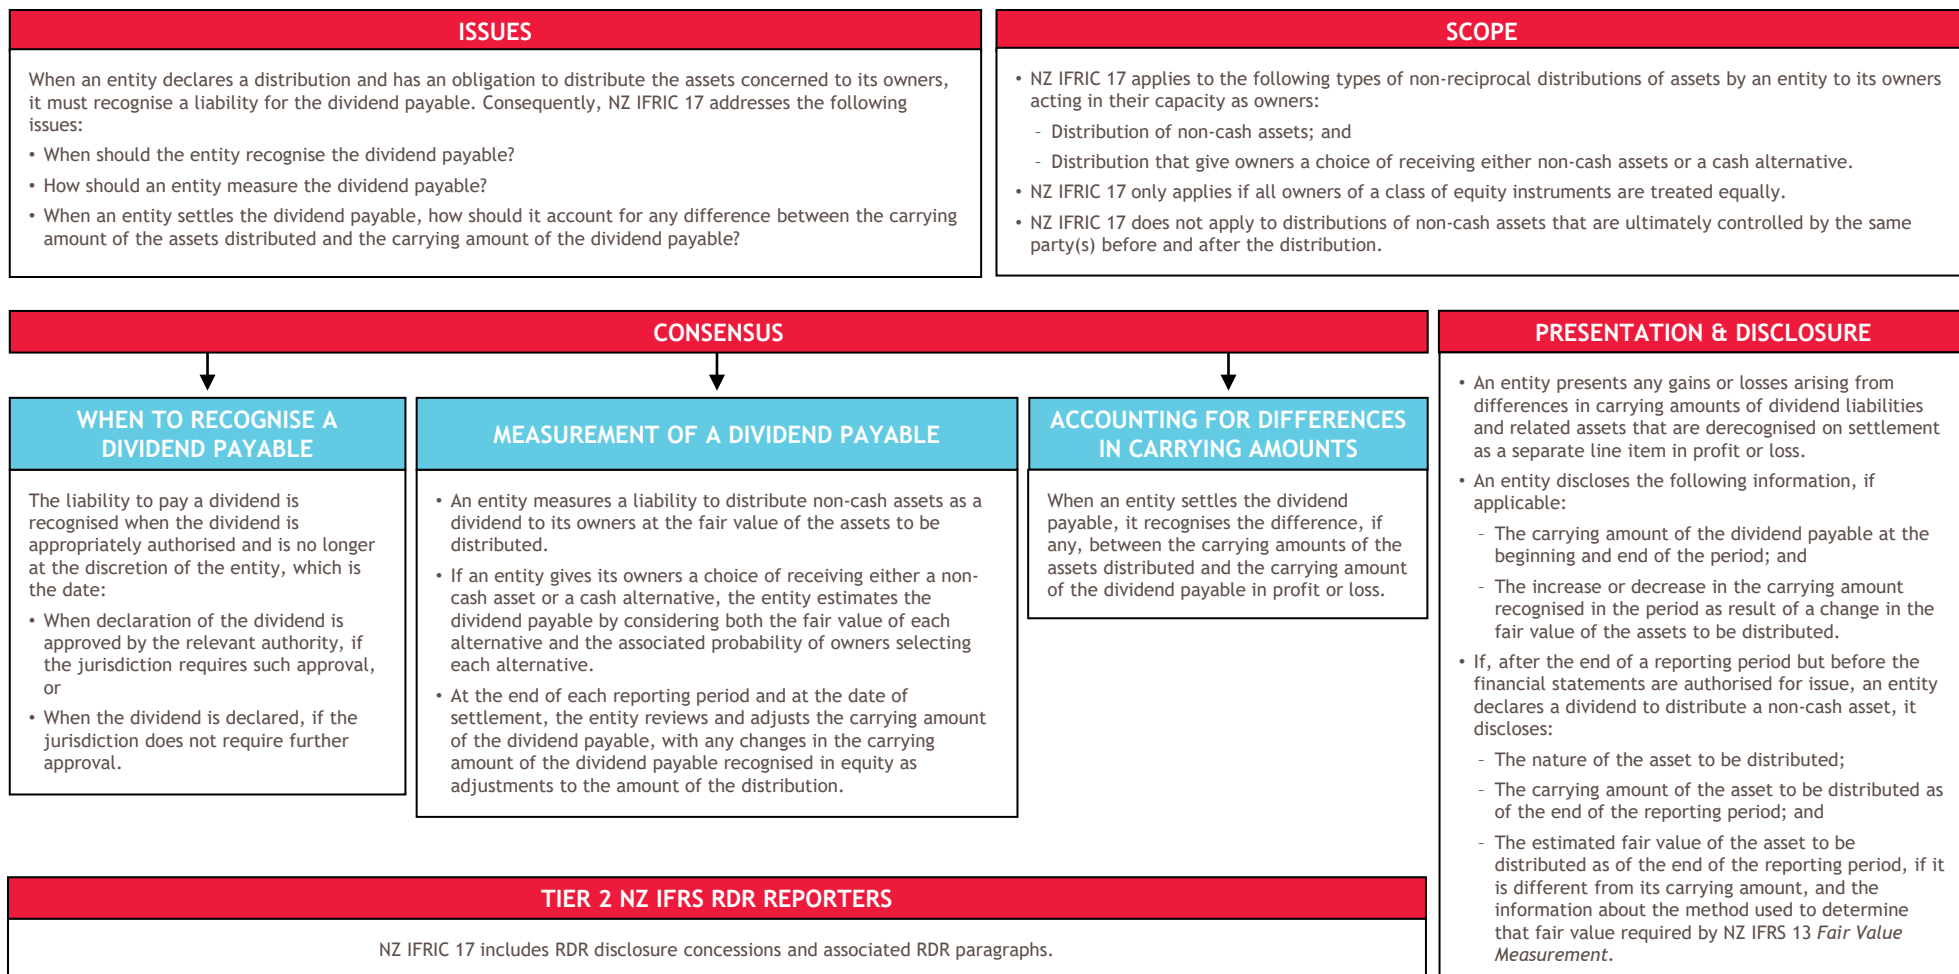 ISSUES
When an entity declares a distribution and has an obligation to distribute the assets concerned to its owners,
it must recognise a liability for the dividend payable. Consequently, NZ IFRIC 17 addresses the following
issues:
• When should the entity recognise the dividend payable?
• How should an entity measure the dividend payable?
• When an entity settles the dividend payable, how should it account for any difference between the carrying
amount of the assets distributed and the carrying amount of the dividend payable?
SCOPE
• NZ IFRIC 17 applies to the following types of non-reciprocal distributions of assets by an entity to its owners
acting in their capacity as owners:
- Distribution of non-cash assets; and
- Distribution that give owners a choice of receiving either non-cash assets or a cash alternative.
• NZ IFRIC 17 only applies if all owners of a class of equity instruments are treated equally.
• NZ IFRIC 17 does not apply to distributions of non-cash assets that are ultimately controlled by the same
party(s) before and after the distribution.
CONSENSUS
WHEN TO RECOGNISE A
DIVIDEND PAYABLE
The liability to pay a dividend is
recognised when the dividend is
appropriately authorised and is no longer
at the discretion of the entity, which is
the date:
• When declaration of the dividend is
approved by the relevant authority, if
the jurisdiction requires such approval,
or
• When the dividend is declared, if the
jurisdiction does not require further
approval.
MEASUREMENT OF A DIVIDEND PAYABLE
• An entity measures a liability to distribute non-cash assets as a
dividend to its owners at the fair value of the assets to be
distributed.
• If an entity gives its owners a choice of receiving either a non-
cash asset or a cash alternative, the entity estimates the
dividend payable by considering both the fair value of each
alternative and the associated probability of owners selecting
each alternative.
• At the end of each reporting period and at the date of
settlement, the entity reviews and adjusts the carrying amount
of the dividend payable, with any changes in the carrying
amount of the dividend payable recognised in equity as
adjustments to the amount of the distribution.
ACCOUNTING FOR DIFFERENCES
IN CARRYING AMOUNTS
When an entity settles the dividend
payable, it recognises the difference, if
any, between the carrying amounts of the
assets distributed and the carrying amount
of the dividend payable in profit or loss.
PRESENTATION & DISCLOSURE
• An entity presents any gains or losses arising from
differences in carrying amounts of dividend liabilities
and related assets that are derecognised on settlement
as a separate line item in profit or loss.
• An entity discloses the following information, if
applicable:
- The carrying amount of the dividend payable at the
beginning and end of the period; and
- The increase or decrease in the carrying amount
recognised in the period as result of a change in the
fair value of the assets to be distributed.
• If, after the end of a reporting period but before the
financial statements are authorised for issue, an entity
declares a dividend to distribute a non-cash asset, it
discloses:
- The nature of the asset to be distributed;
- The carrying amount of the asset to be distributed as
of the end of the reporting period; and
- The estimated fair value of the asset to be
distributed as of the end of the reporting period, if it
is different from its carrying amount, and the
information about the method used to determine
that fair value required by NZ IFRS 13 Fair Value
Measurement.
TIER 2 NZ IFRS RDR REPORTERS
NZ IFRIC 17 includes RDR disclosure concessions and associated RDR paragraphs.